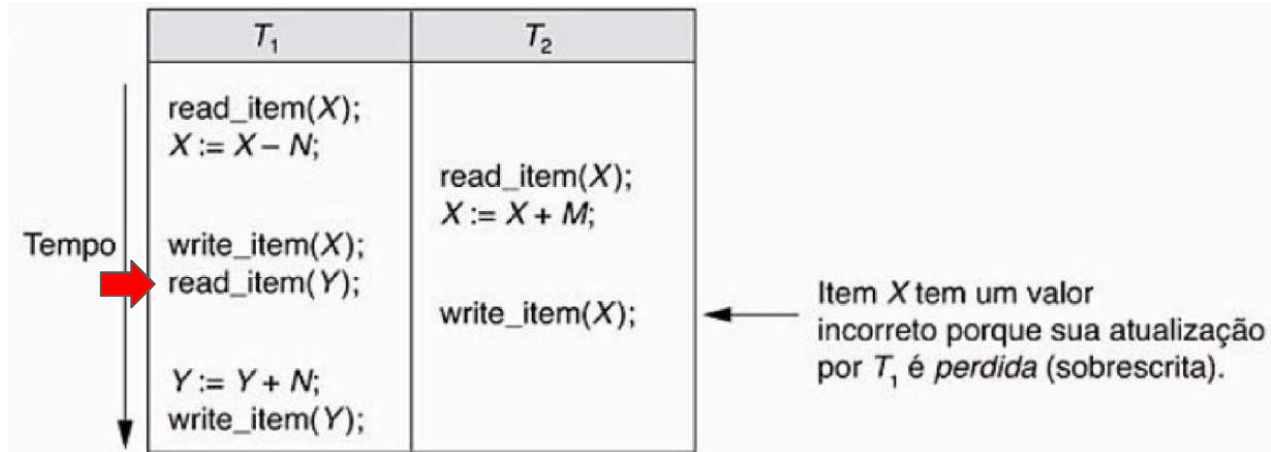 T₁ T₂
read_item(X);
X := X – N;
read_item(X);
X := X + M;
Tempo
write_item(X);
read_item(Y);
write_item(X);
Item X tem um valor
incorreto porque sua atualização
por T₁ é perdida (sobrescrita).
Y := Y + N;
write_item(Y);